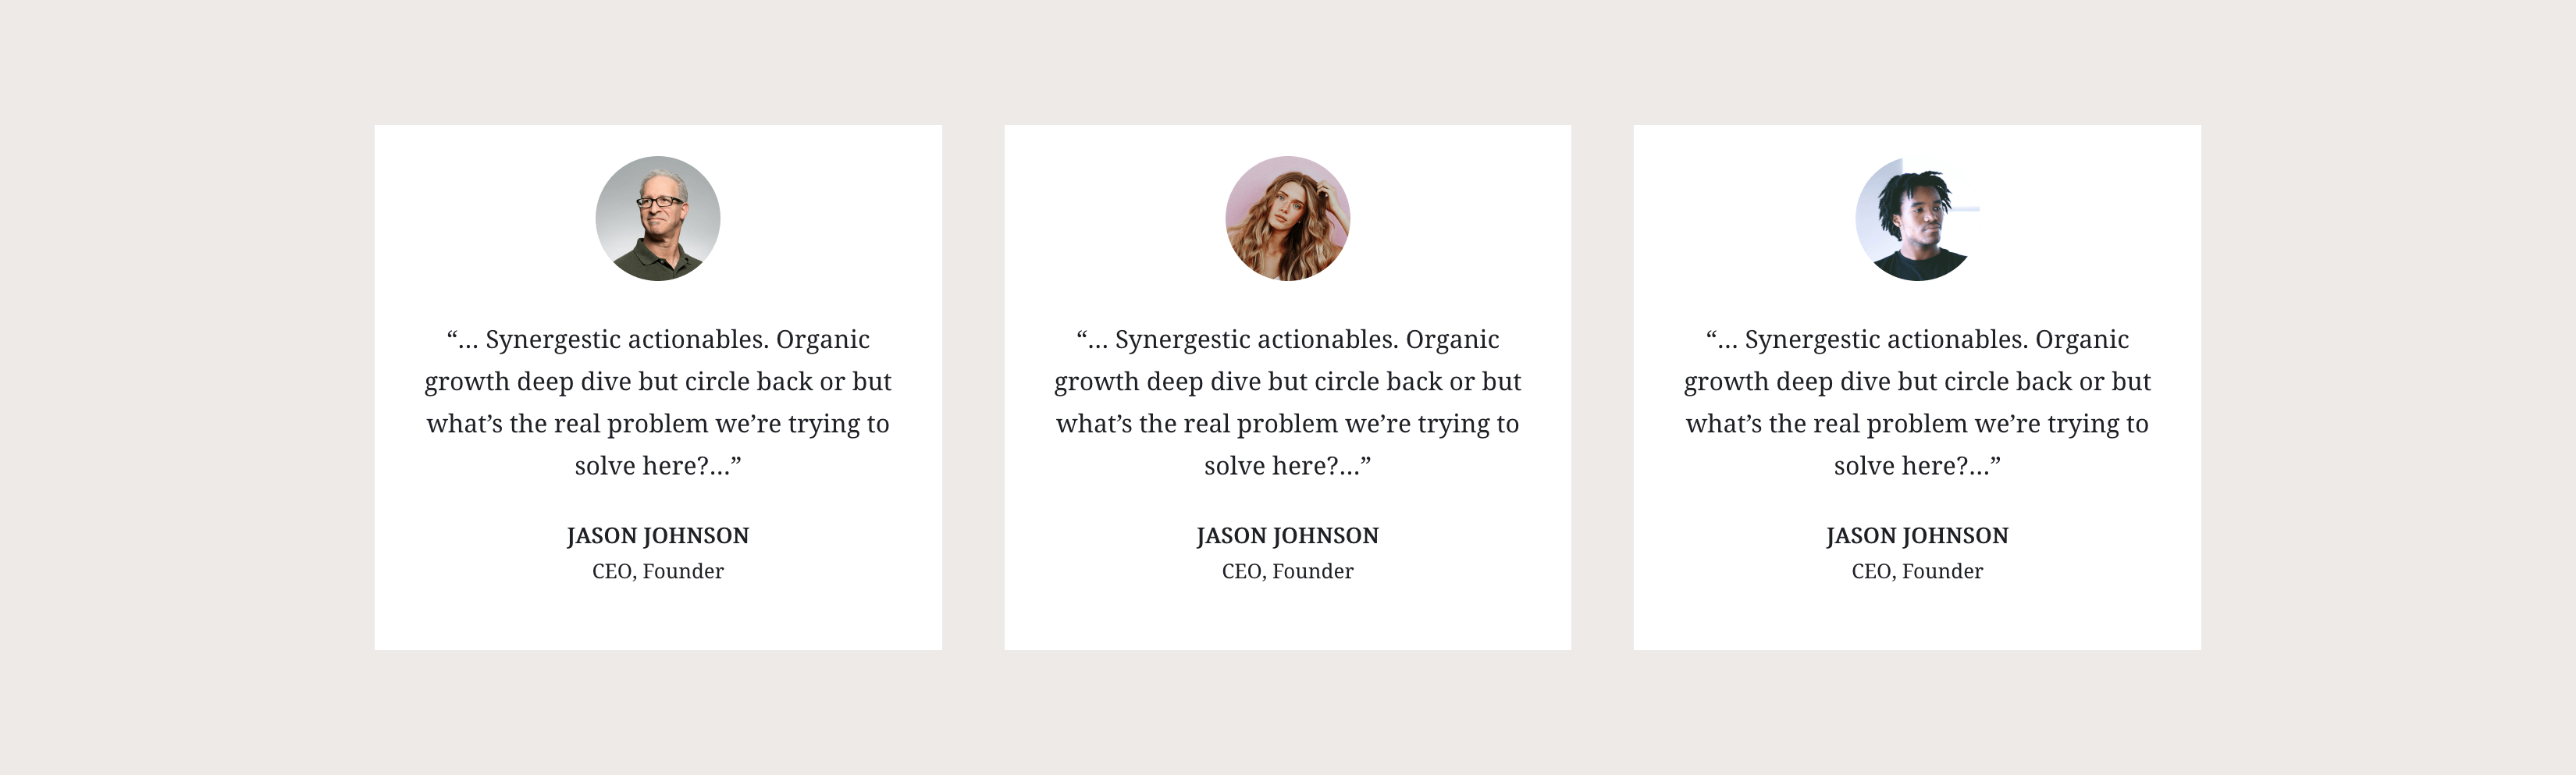 “… Synergestic actionables. Organic
growth deep dive but circle back or but
what’s the real problem we’re trying to
solve here?…”
JASON JOHNSON
CEO, Founder
“… Synergestic actionables. Organic
growth deep dive but circle back or but
what’s the real problem we’re trying to
solve here?…”
JASON JOHNSON
CEO, Founder
“… Synergestic actionables. Organic
growth deep dive but circle back or but
what’s the real problem we’re trying to
solve here?…”
JASON JOHNSON
CEO, Founder